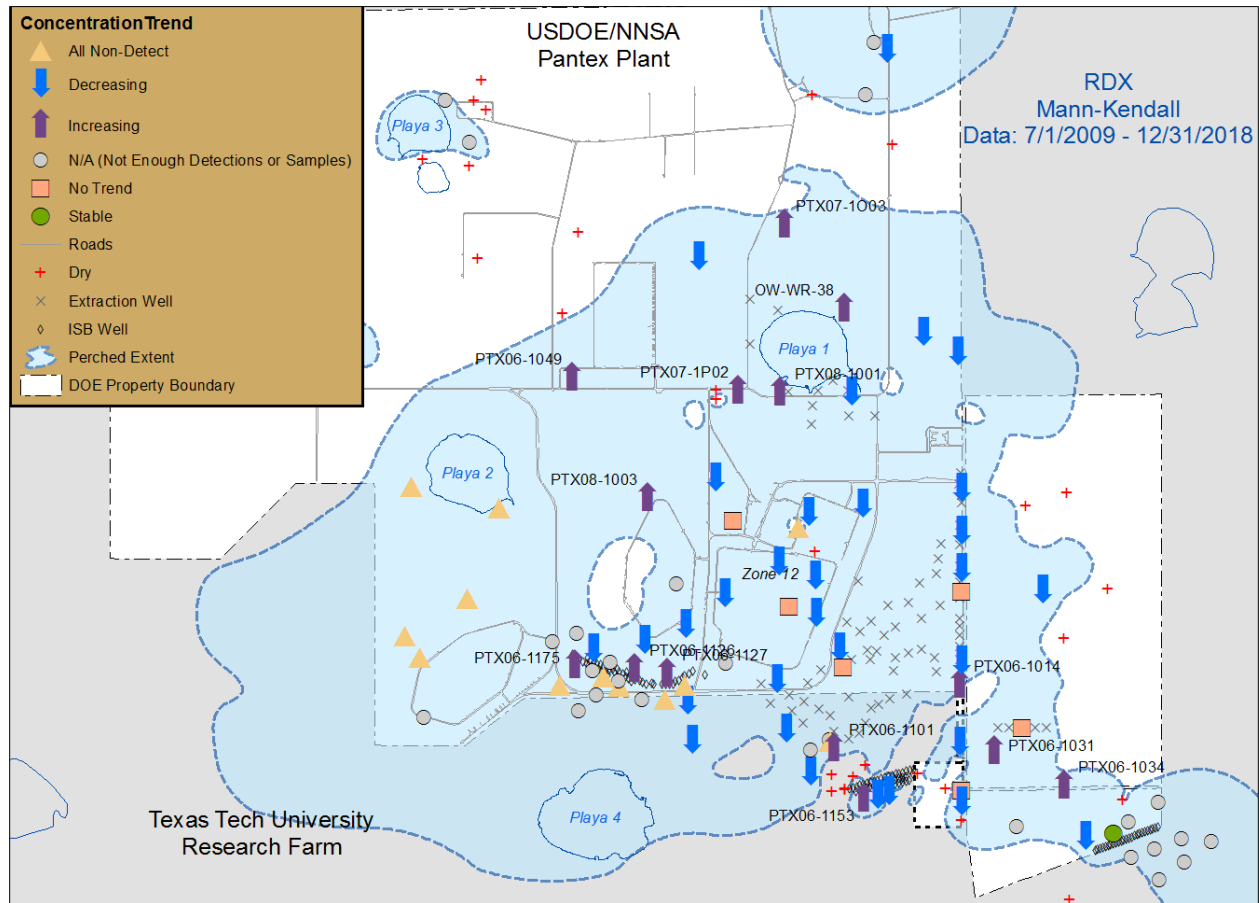 ConcentrationTrend
All Non-Detect
Decreasing
Increasing
N/A (Not Enough Detections or Samples)
No Trend
Stable
Roads
Dry
Extraction Well
ISB Well
Perched Extent
DOE Property Boundary
USDOE/NNSA
Pantex Plant
RDX
Mann-Kendall
Data: 7/1/2009 - 12/31/2018
Playa 3
PTX07-1O03
OW-WR-38
Playa 1
PTX06-1049
PTX07-1P02
PTX08-1001
Playa 2
PTX08-1003
Zone 12
PTX06-1175
PTX06-1126
PTX06-1127
PTX06-1014
PTX06-1101
PTX06-1031
PTX06-1034
PTX06-1153
Playa 4
Texas Tech University
Research Farm